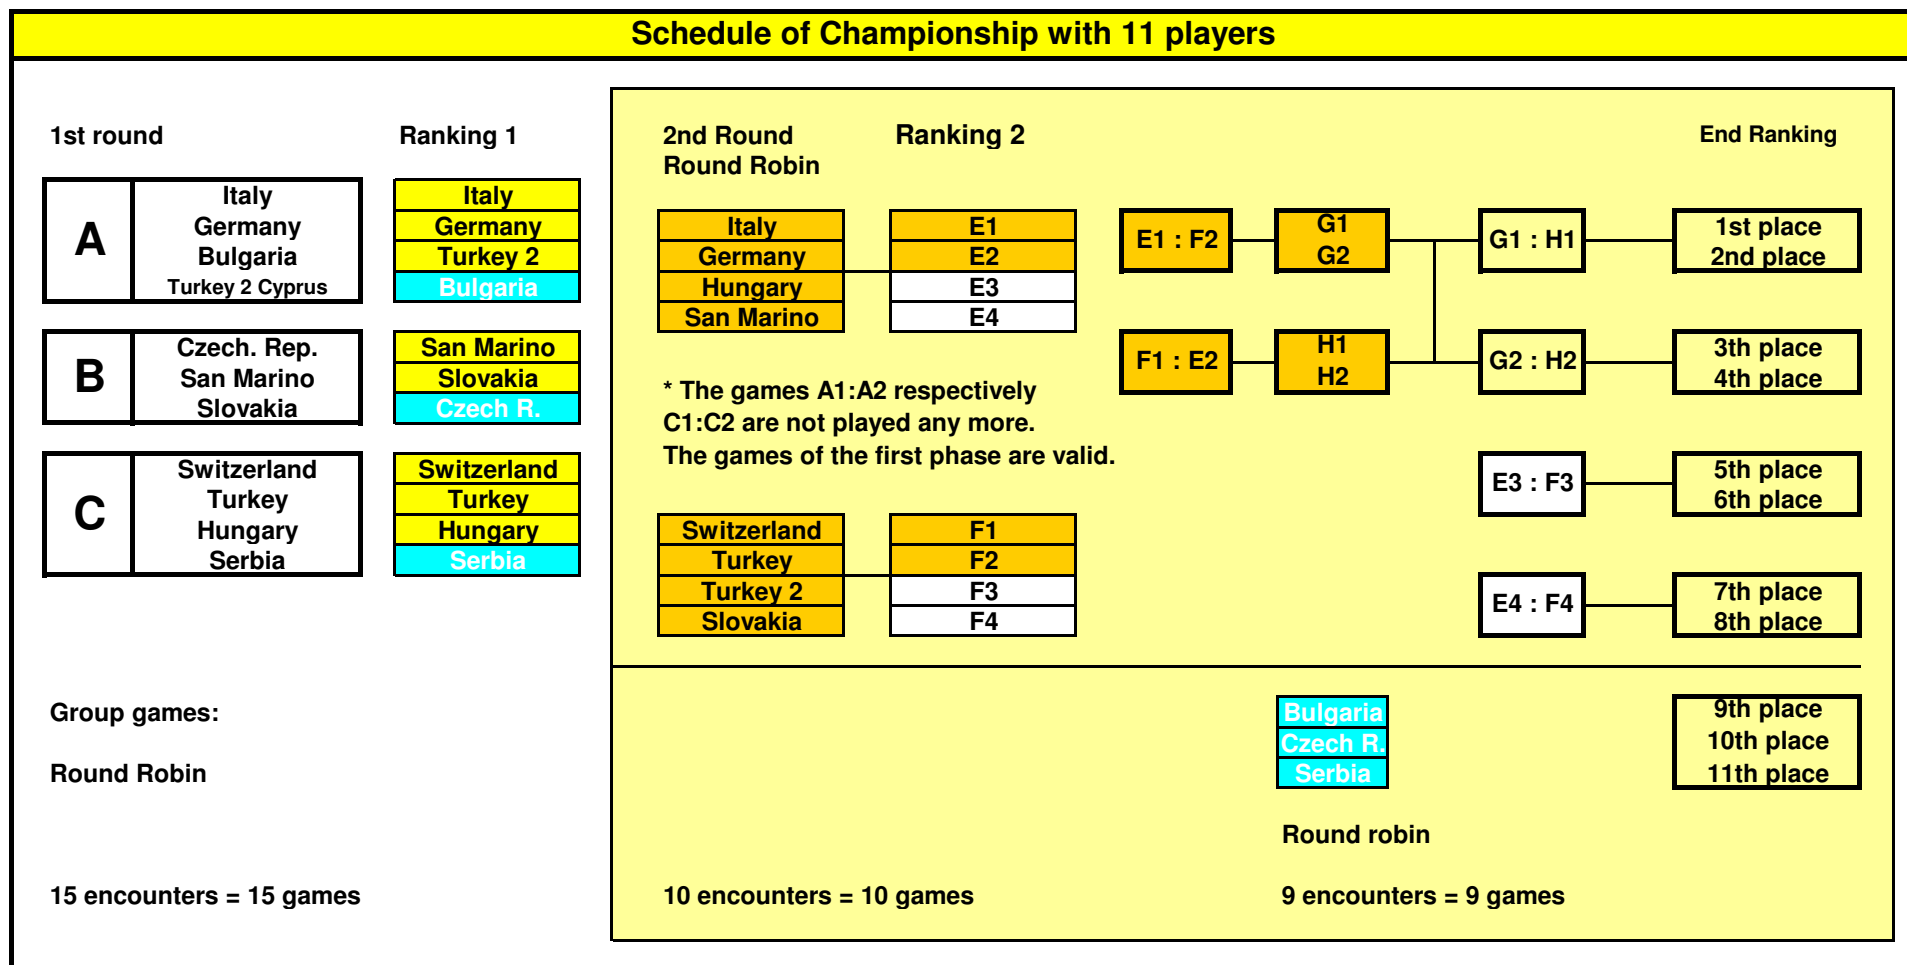 Schedule of Championship with 11 players
1st round
Ranking 1
A
Italy
Germany
Bulgaria
Turkey 2 Cyprus
Italy
Germany
Turkey 2
Bulgaria
B
Czech. Rep.
San Marino
Slovakia
San Marino
Slovakia
Czech R.
C
Switzerland
Turkey
Hungary
Serbia
Switzerland
Turkey
Hungary
Serbia
Group games:
Round Robin
15 encounters = 15 games
2nd Round
Round Robin
Ranking 2
End Ranking
Italy
Germany
Hungary
San Marino
E1
E2
E3
E4
E1 : F2
G1
G2
G1 : H1
1st place
2nd place
F1 : E2
H1
H2
G2 : H2
3th place
4th place
* The games A1:A2 respectively
C1:C2 are not played any more.
The games of the first phase are valid.
E3 : F3
5th place
6th place
Switzerland
Turkey
Turkey 2
Slovakia
F1
F2
F3
F4
E4 : F4
7th place
8th place
Bulgaria
Czech R.
Serbia
9th place
10th place
11th place
Round robin
10 encounters = 10 games
9 encounters = 9 games